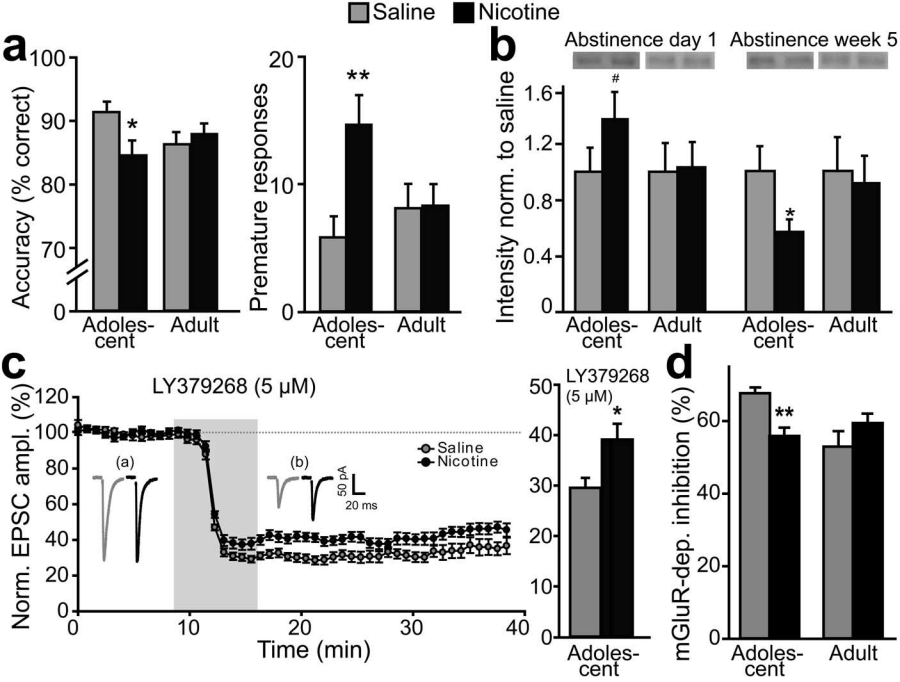 Saline Nicotine
a
Accuracy (% correct)
100
90
80
70
0
*
Adoles-
cent
Adult
Premature responses
20
10
0
**
Adoles-
cent
Adult
b
Abstinence day 1
Abstinence week 5
Intensity norm. to saline
1.6
1.2
0.8
0.4
0
#
*
Adoles-
cent
Adult
Adoles-
cent
Adult
c
LY379268 (5 µM)
Norm. EPSC ampl. (%)
120
100
80
60
40
20
0
(a)
(b)
50 pA
20 ms
Saline
Nicotine
0 10 20 30 40
Time (min)
50
40
30
20
10
0
LY379268
(5 µM)
*
Adoles-
cent
d
mGluR-dep. inhibition (%)
60
40
20
0
**
Adoles-
cent
Adult